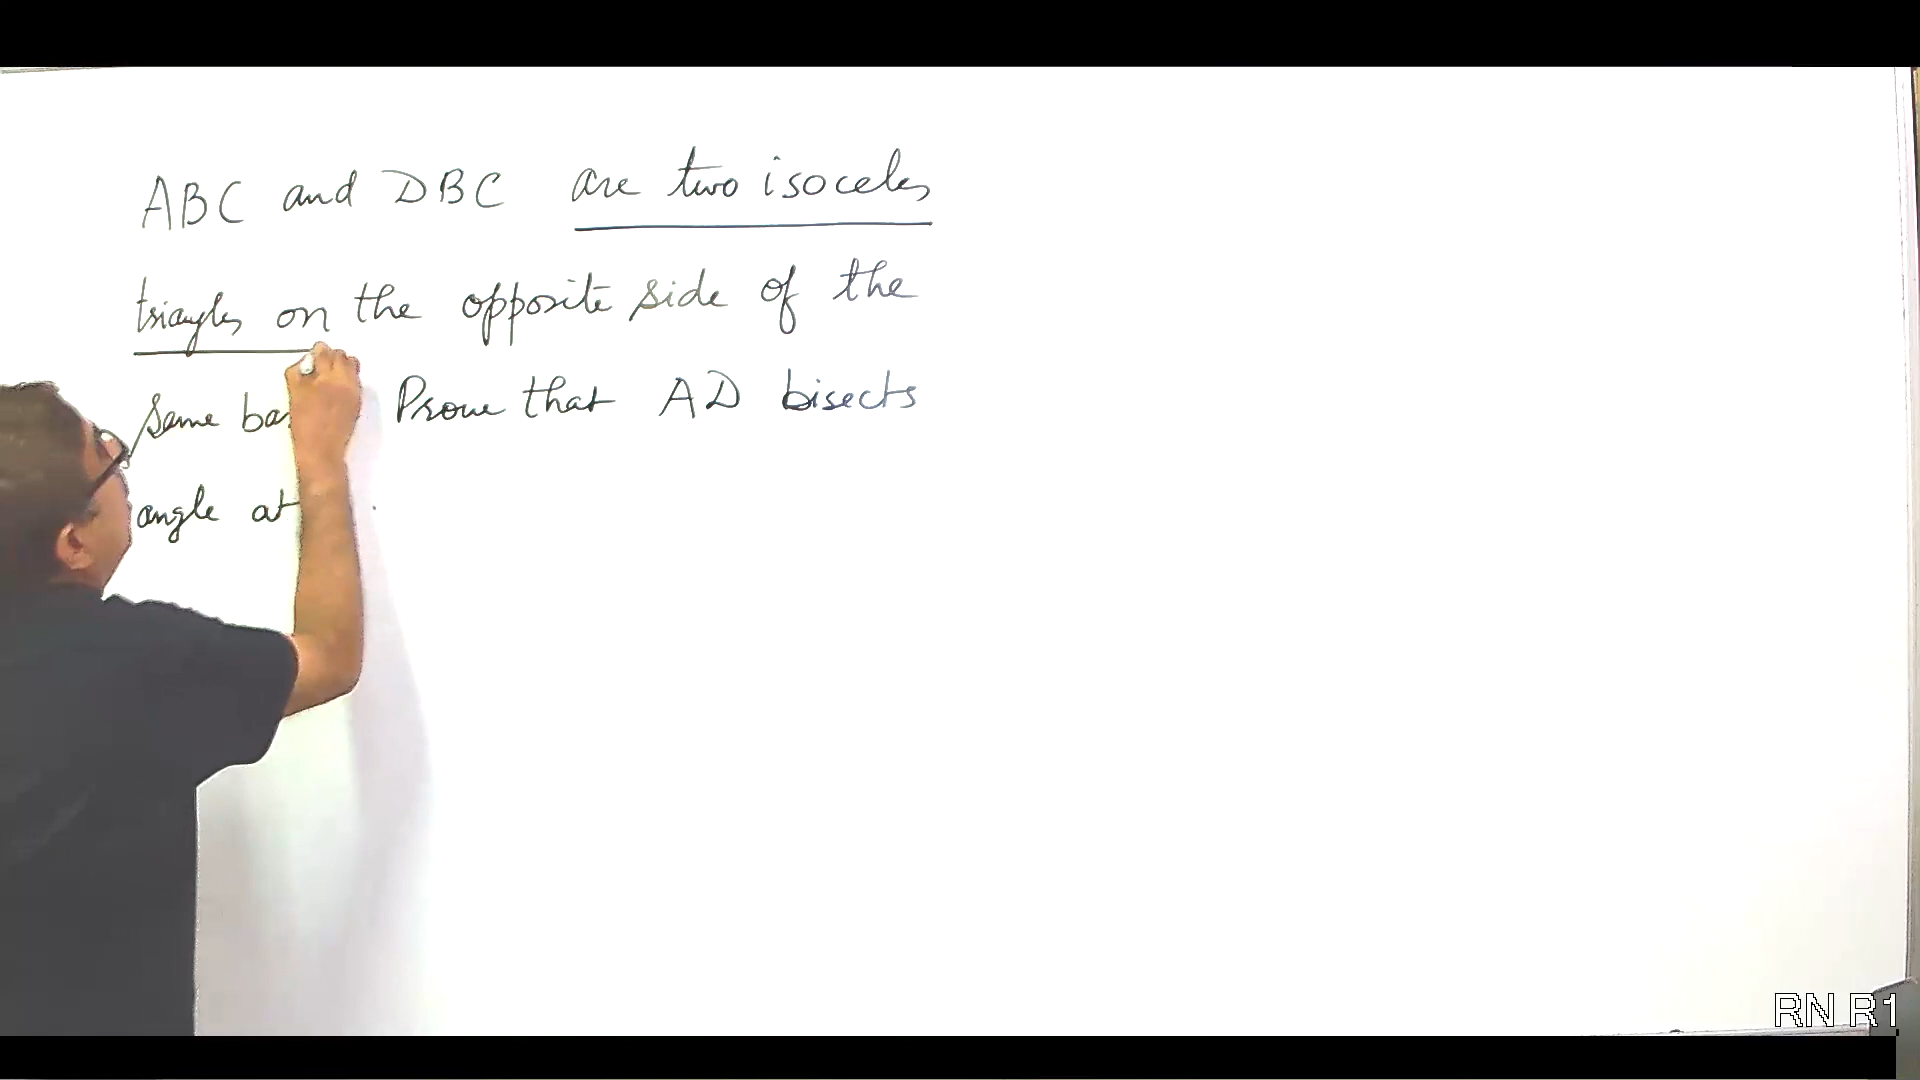 ABC and DBC are two isoceles
triangles on the opposite side of the
same Prove that AD bisects
angle at
RN R1